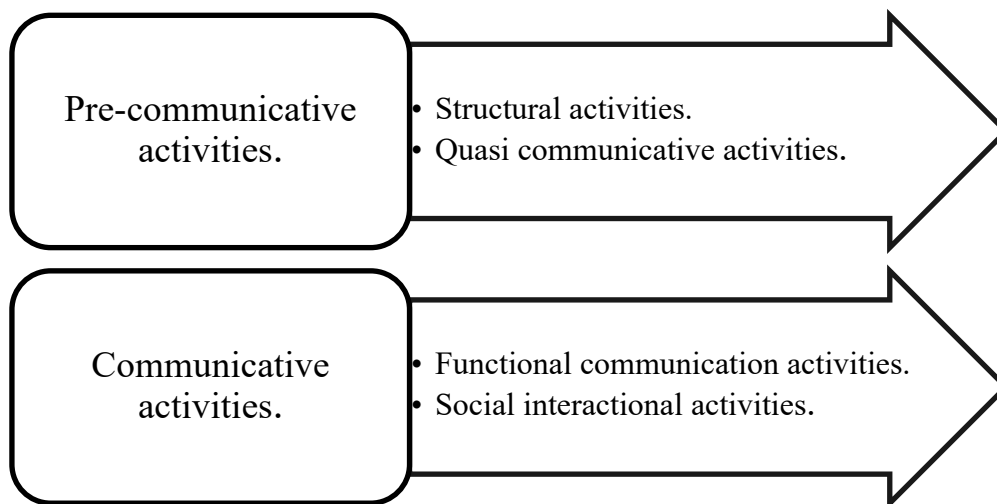 Pre-communicative
activities.
• Structural activities.
• Quasi communicative activities.
Communicative
activities.
• Functional communication activities.
• Social interactional activities.